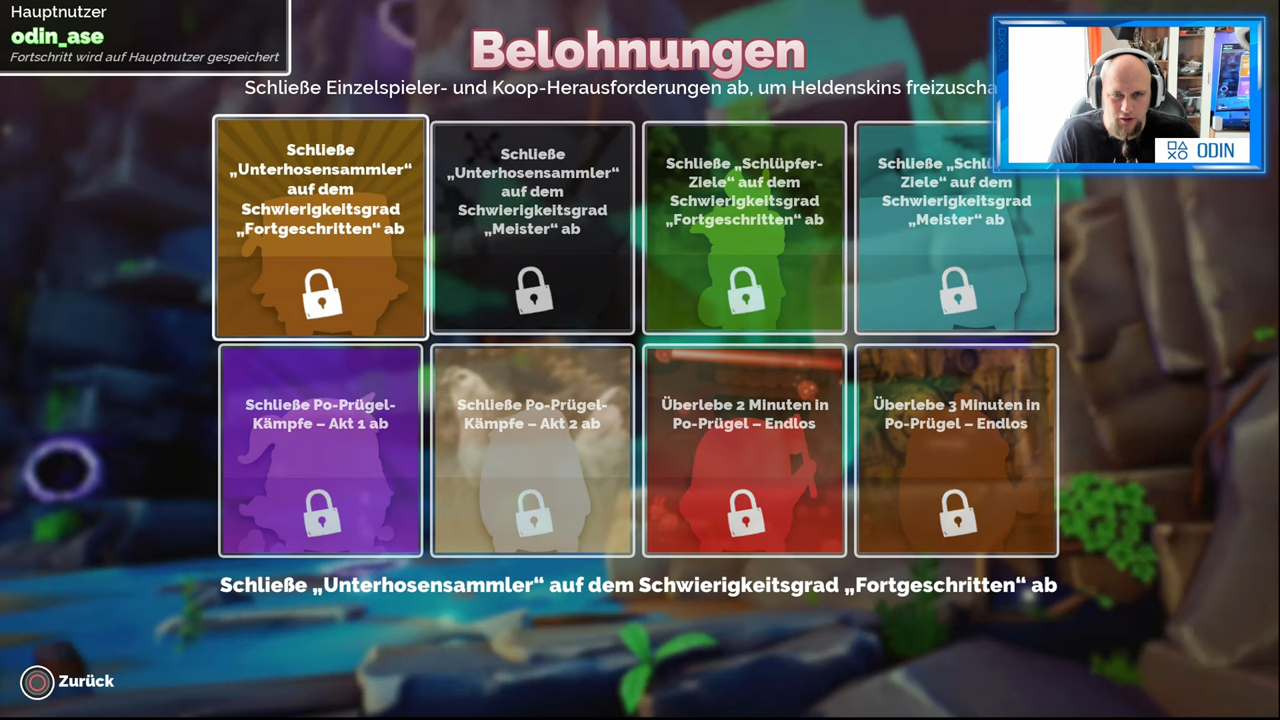 Hauptnutzer
odin_ase
Fortschritt wird auf Hauptnutzer gespeichert
Belohnungen
Schließe Einzelspieler- und Koop-Herausforderungen ab, um Heldenskins freizuscha
Schließe
„Unterhosensammler“
auf dem
Schwierigkeitsgrad
„Fortgeschritten“ ab
Schließe
„Unterhosensammler“
auf dem
Schwierigkeitsgrad
„Meister“ ab
Schließe „Schlüpfer-
Ziele“ auf dem
Schwierigkeitsgrad
„Fortgeschritten“ ab
Schließe „Schlü
Ziele“ auf dem
Schwierigkeitsgrad
„Meister“ ab
ODIN
Schließe Po-Prügel-
Kämpfe – Akt 1 ab
Schließe Po-Prügel-
Kämpfe – Akt 2 ab
Überlebe 2 Minuten in
Po-Prügel – Endlos
Überlebe 3 Minuten in
Po-Prügel – Endlos
Schließe „Unterhosensammler“ auf dem Schwierigkeitsgrad „Fortgeschritten“ ab
Zurück